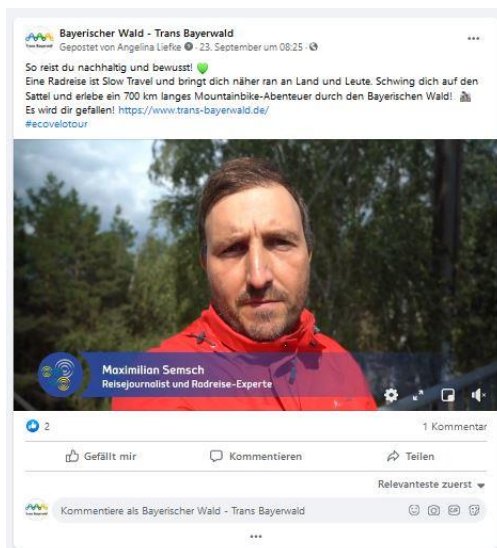 Bayerischer Wald - Trans Bayerwald
Gepostet von Angelina Liefke · 23. September um 08:25 ·
So reist du nachhaltig und bewusst! 💚
Eine Radreise ist Slow Travel und bringt dich näher ran an Land und Leute. Schwing dich auf den
Sattel und erlebe ein 700 km langes Mountainbike-Abenteuer durch den Bayerischen Wald! 🚵
Es wird dir gefallen! https://www.trans-bayerwald.de/
#ecovelotour
Maximilian Semsch
Reisejournalist und Radreise-Experte
2
1 Kommentar
Gefällt mir
Kommentieren
Teilen
Relevanteste zuerst
Kommentiere als Bayerischer Wald - Trans Bayerwald
GIF